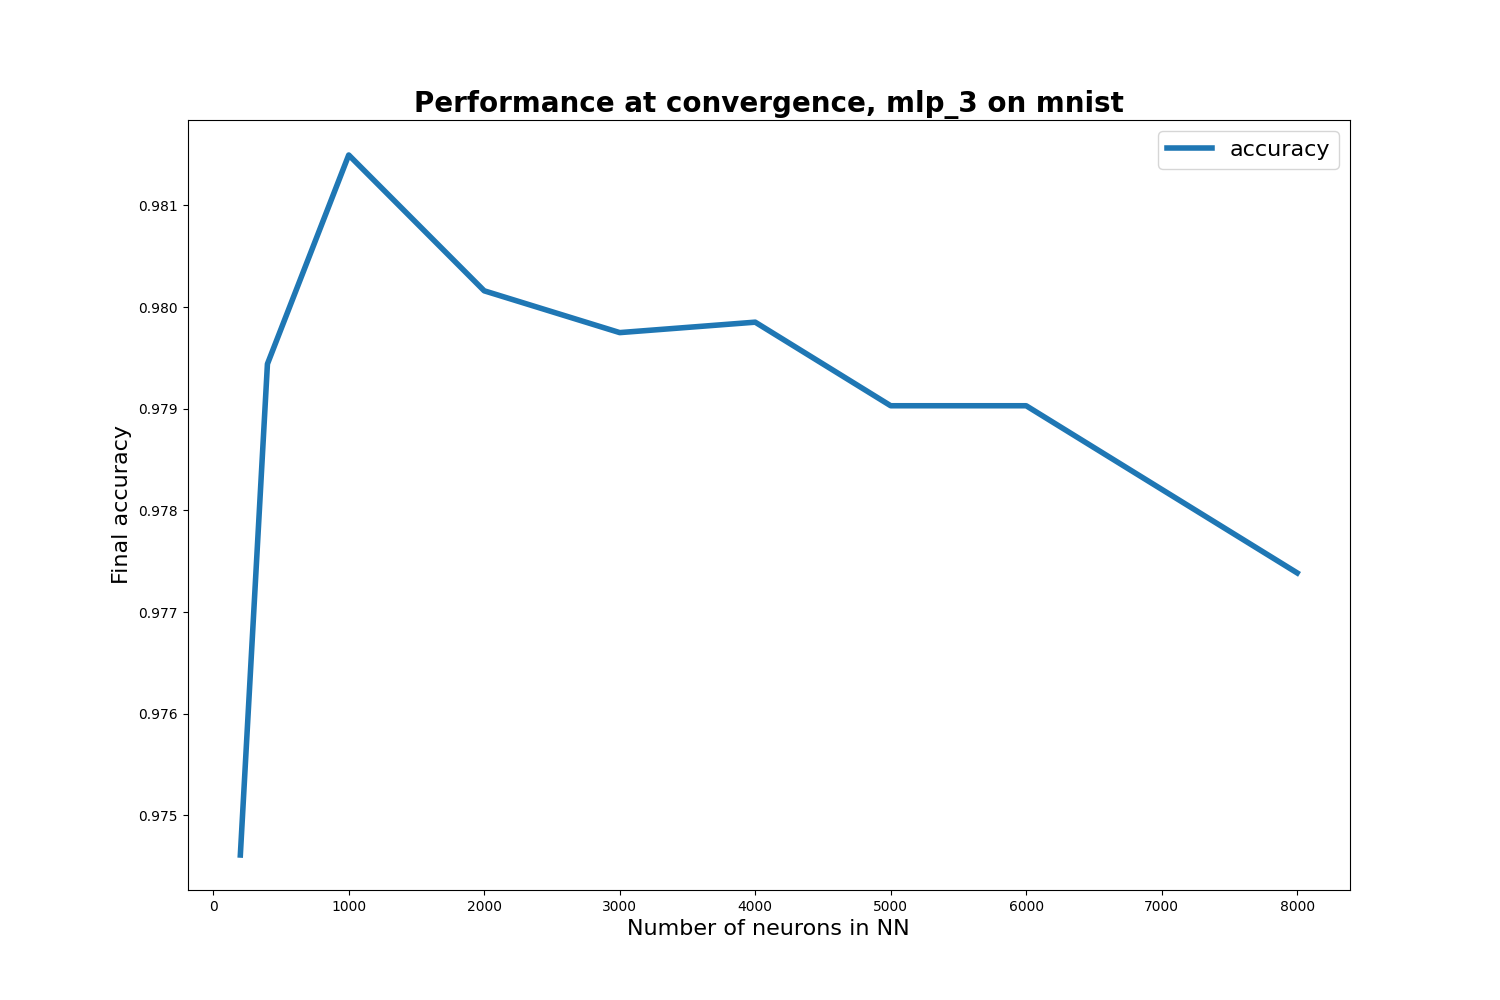 Performance at convergence, mlp_3 on mnist
accuracy
0.981
0.980
0.979
0.978
0.977
0.976
0.975
Final accuracy
0 1000 2000 3000 4000 5000 6000 7000 8000
Number of neurons in NN